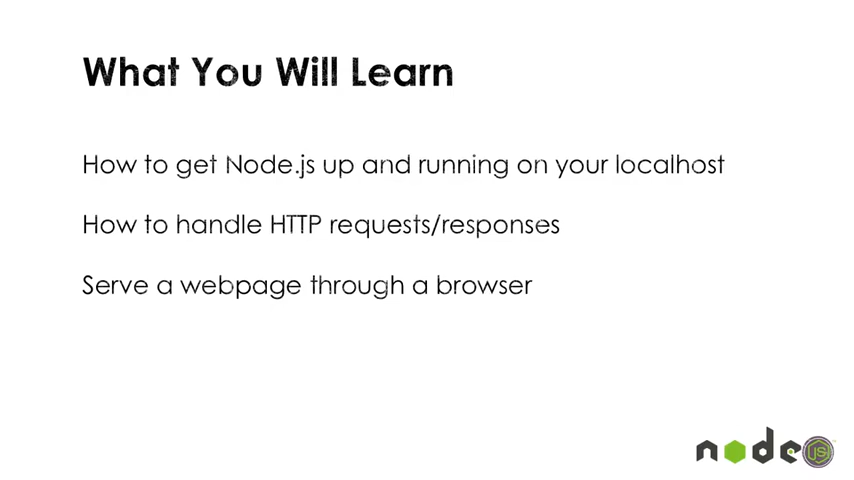 What You Will Learn
How to get Node.js up and running on your localhost
How to handle HTTP requests/responses
Serve a webpage through a browser
node JS